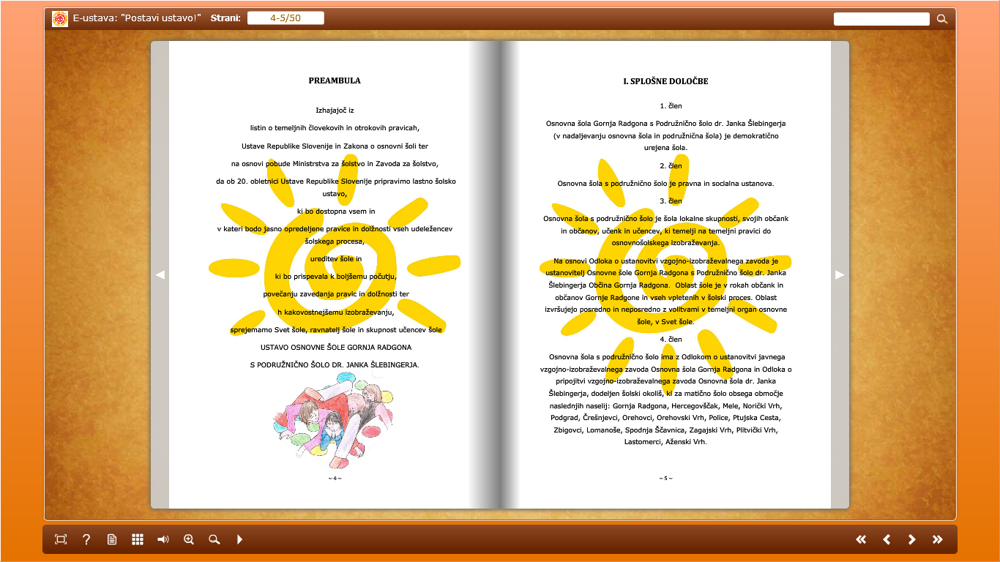 E-ustava: "Postavi ustavo!" Strani: 4-5/50
PREAMBULA
Izhajajoč iz
listin o temeljnih človekovih in otrokovih pravicah,
Ustave Republike Slovenije in Zakona o osnovni šoli ter
na osnovi pobude Ministrstva za šolstvo in Zavoda za šolstvo,
da ob 20. obletnici Ustave Republike Slovenije pripravimo lastno šolsko
ustavo,
ki bo dostopna vsem in
v kateri bodo jasno opredeljene pravice in dolžnosti vseh udeležencev
šolskega procesa,
ureditev šole in
ki bo prispevala k boljšemu počutju,
povečanju zavedanja pravic in dolžnosti ter
h kakovostnejšemu izobraževanju,
sprejemamo Svet šole, ravnatelj šole in skupnost učencev šole
USTAVO OSNOVNE ŠOLE GORNJA RADGONA
S PODRUŽNIČNO ŠOLO DR. JANKA ŠLEBINGERJA.
~ 4 ~
I. SPLOŠNE DOLOČBE
1. člen
Osnovna šola Gornja Radgona s Podružnično šolo dr. Janka Šlebingerja
(v nadaljevanju osnovna šola in podružnična šola) je demokratično
urejena šola.
2. člen
Osnovna šola s podružnično šolo je pravna in socialna ustanova.
3. člen
Osnovna šola s podružnično šolo je šola lokalne skupnosti, svojih občank
in občanov, učenk in učencev, ki temelji na temeljni pravici do
osnovnošolskega izobraževanja.
Na osnovi Odloka o ustanovitvi vzgojno-izobraževalnega zavoda je
ustanovitelj Osnovne šole Gornja Radgona s Podružnično šolo dr. Janka
Šlebingerja Občina Gornja Radgona. Oblast šole je v rokah občank in
občanov Gornje Radgone in vseh vpletenih v šolski proces. Oblast
izvršujejo posredno in neposredno z volitvami v temeljni organ osnovne
šole, v Svet šole.
4. člen
Osnovna šola s podružnično šolo ima z Odlokom o ustanovitvi javnega
vzgojno-izobraževalnega zavoda Osnovna šola Gornja Radgona in Odloka o
pripojitvi vzgojno-izobraževalnega zavoda Osnovna šola dr. Janka
Šlebingerja, dodeljen šolski okoliš, ki za matično šolo obsega območje
naslednjih naselij: Gornja Radgona, Hercegovščak, Mele, Norički Vrh,
Podgrad, Črešnjevci, Orehovci, Orehovski Vrh, Police, Ptujska Cesta,
Zbigovci, Lomanoše, Spodnja Ščavnica, Zagajski Vrh, Plitvički Vrh,
Lastomerci, Aženski Vrh.
~ 5 ~